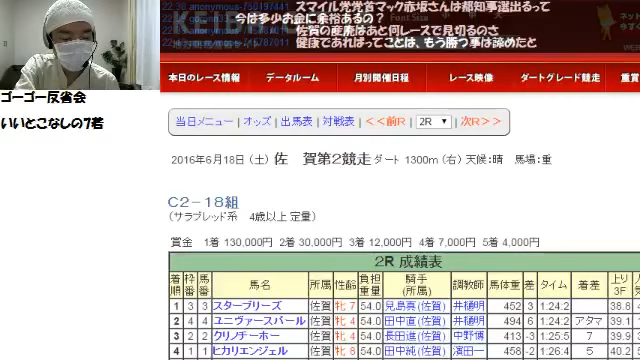 スマイル党党首マック赤坂さんは都知事選出るって
今は多少お金に余裕あるの？
佐賀の産廃はあと何レースで見切るのさ
健康であればってことは、もう勝つ事は諦めたと
本日のレース情報 データルーム 月別開催日程 レース映像 ダートグレード競走 重賞
ゴーゴー反省会
いいとこなしの7着
当日メニュー | オッズ | 出馬表 | 対戦表 | <<前R | 2R | 次R>>
2016年6月18日（土） 佐　賀 第2競走 ダート 1300m（右） 天候：晴　馬場：重
C2－18組
（サラブレッド系　4歳以上 定量）
賞金　1着 130,000円　2着 30,000円　3着 12,000円　4着 7,000円　5着 4,000円
2R 成績表
着順 枠番 馬番 馬名 所属 性齢 負担重量 騎手（所属） 調教師 馬体重 差 タイム 着差 上り3F
1 3 3 スターブリーズ 佐賀 牝 7 54.0 見島真(佐賀) 井樋明 452 3 1:24:2 38.8
2 4 4 ユニヴァースパール 佐賀 牝 4 54.0 田中直(佐賀) 井樋明 494 6 1:24:2 アタマ 39.1
3 2 2 クリノチーホー 佐賀 牝 4 54.0 長田進(佐賀) 中野博 413 -3 1:25:5 7 39.9
4 1 1 ヒカリエンジェル 佐賀 牝 8 54.0 田中純(佐賀) 濱田一 458 -2 1:26:4 40.2